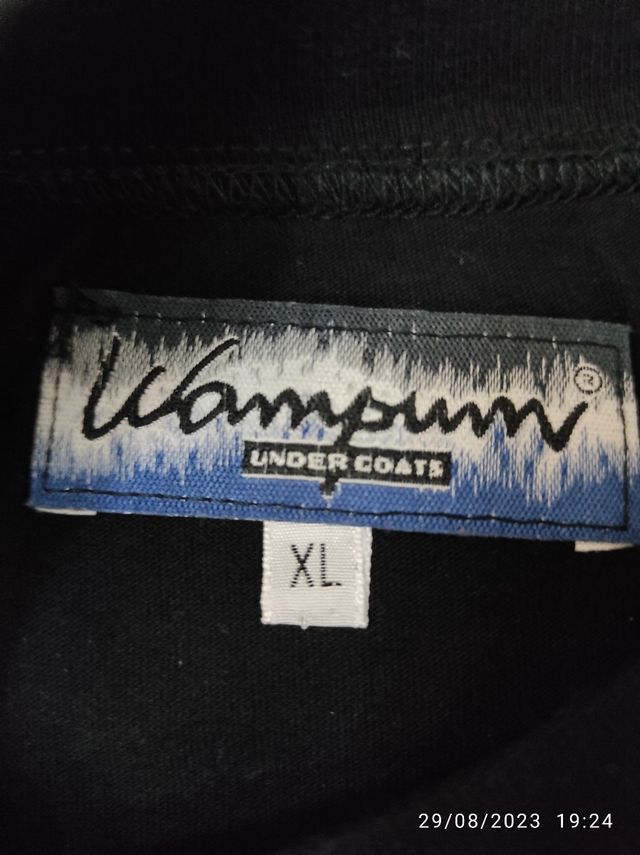 Wampum ®
UNDER COATS
XL
29/08/2023 19:24